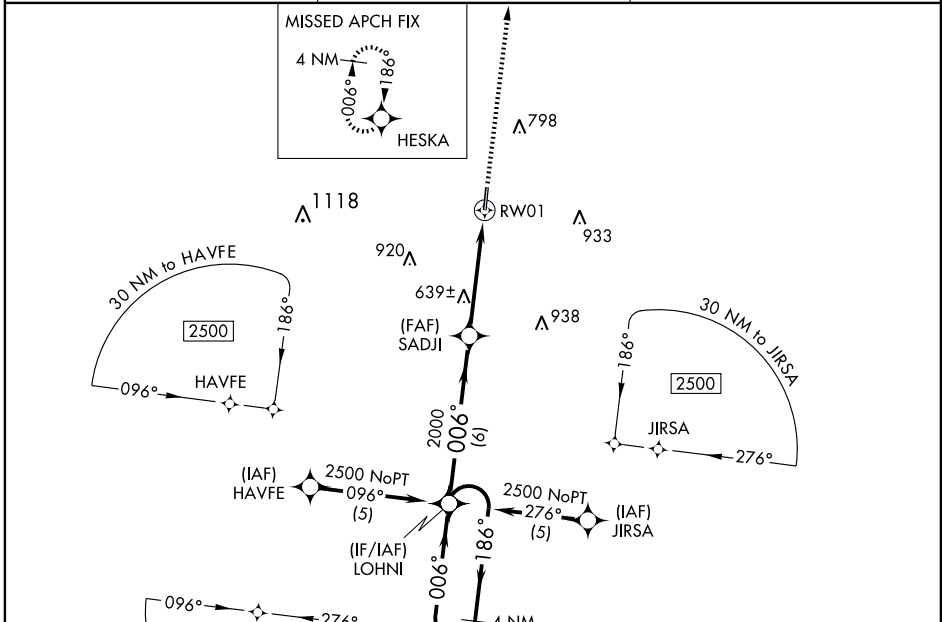 MISSED APCH FIX
4 NM
006°
186°
HESKA
798
1118
RW01
933
920
639±
938
30 NM to HAVFE
2500
186°
096°
HAVFE
(FAF)
SADJI
30 NM to JIRSA
186°
2500
JIRSA
276°
2000
006°
(6)
(IAF)
HAVFE
2500 NoPT
096°
(5)
2500 NoPT
276°
(5)
(IAF)
JIRSA
(IF/IAF)
LOHNI
006°
186°
096°
276°
4 NM